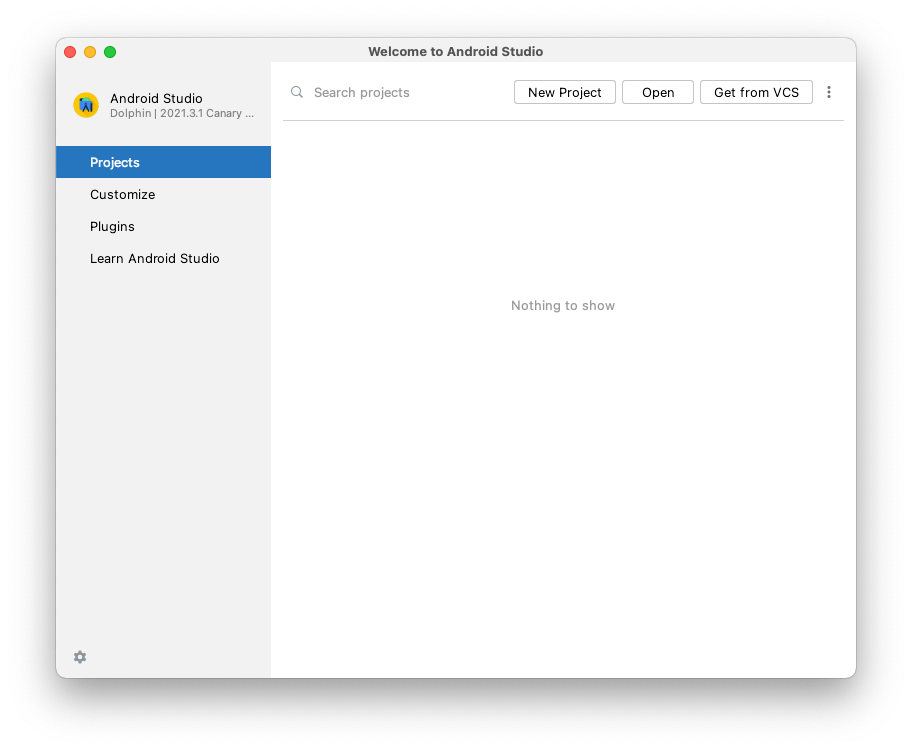 Welcome to Android Studio
Android Studio
Dolphin | 2021.3.1 Canary ...
Projects
Customize
Plugins
Learn Android Studio
Search projects
New Project
Open
Get from VCS
Nothing to show